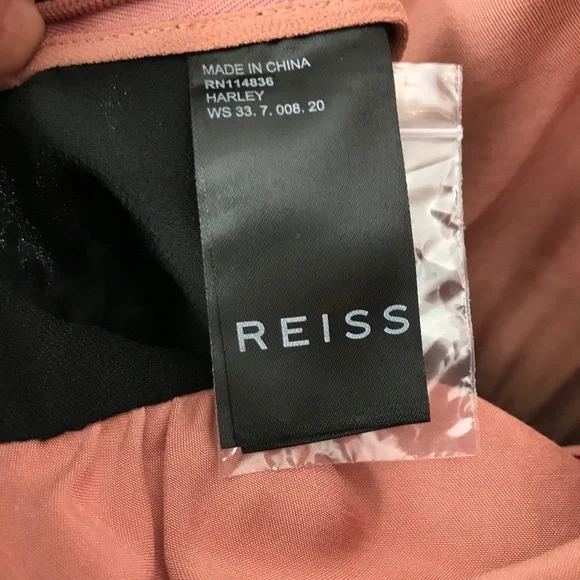 MADE IN CHINA
RN114836
HARLEY
WS 33. 7. 008. 20
REISS